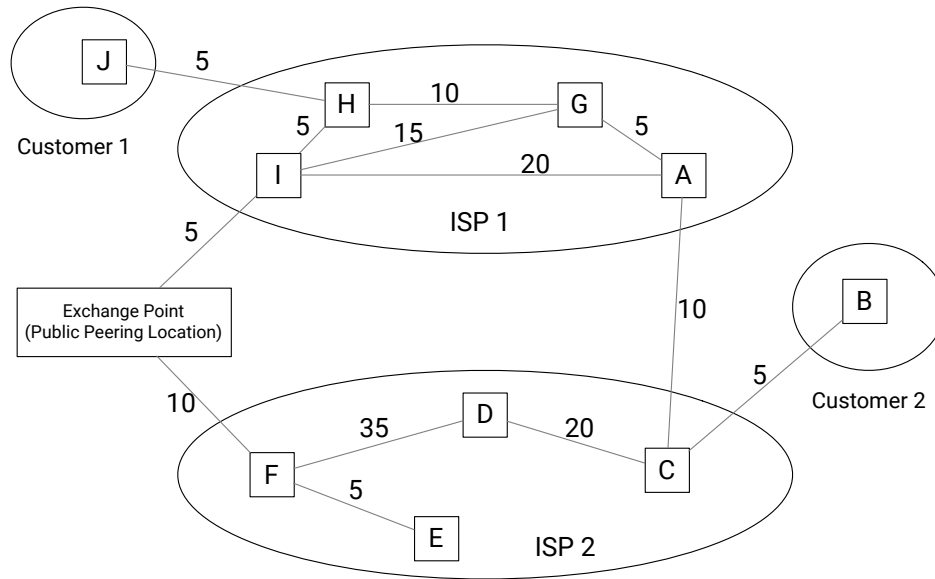 J
5
H
10
G
Customer 1
5
15
5
I
20
A
ISP 1
5
Exchange Point
(Public Peering Location)
10
B
5
Customer 2
10
D
35
20
F
C
5
E
ISP 2